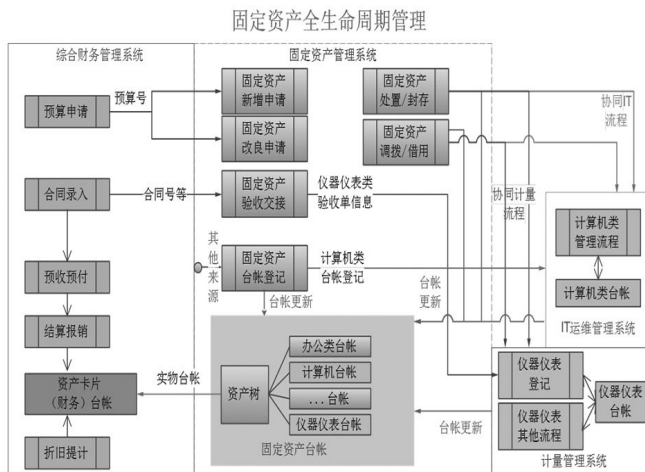 固定资产全生命周期管理
综合财务管理系统
固定资产管理系统
预算申请
预算号
固定资产
新增申请
固定资产
改良申请
固定资产
处置/封存
固定资产
调拨/借用
协同IT
流程
合同录入
合同号等
固定资产
验收交接
仪器仪表类
验收单信息
协同计量
流程
计算机类
管理流程
计算机类台帐
IT运维管理系统
其他来源
固定资产
台帐登记
计算机类
台帐登记
台帐更新
台帐
更新
预收预付
结算报销
资产卡片
（财务）台帐
折旧提计
实物台帐
资产树
办公类台帐
计算机台帐
...台帐
仪器仪表台帐
固定资产台帐
台帐更新
仪器仪表
登记
仪器仪表
其他流程
仪器仪表
台帐
计量管理系统